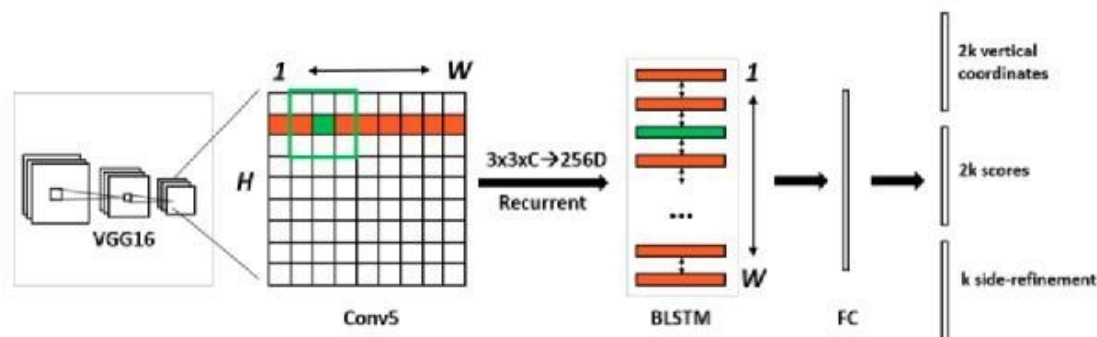 VGG16
1
W
H
Conv5
3x3xC→256D
Recurrent
1
...
W
BLSTM
FC
2k vertical
coordinates
2k scores
k side-refinement